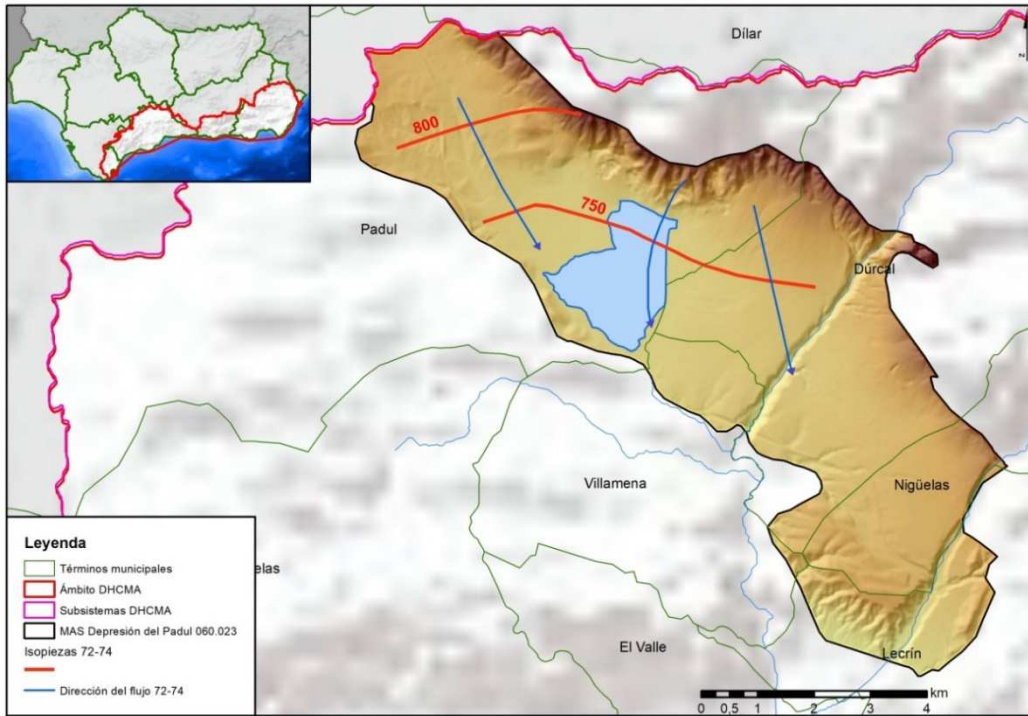 Dílar
800
750
Padul
Dúrcal
Villamena
Nigüelas
El Valle
Lecrín
elas
Leyenda
Términos municipales
Ámbito DHCMA
Subsistemas DHCMA
MAS Depresión del Padul 060.023
Isopiezas 72-74
Dirección del flujo 72-74
km
0 0,5 1 2 3 4